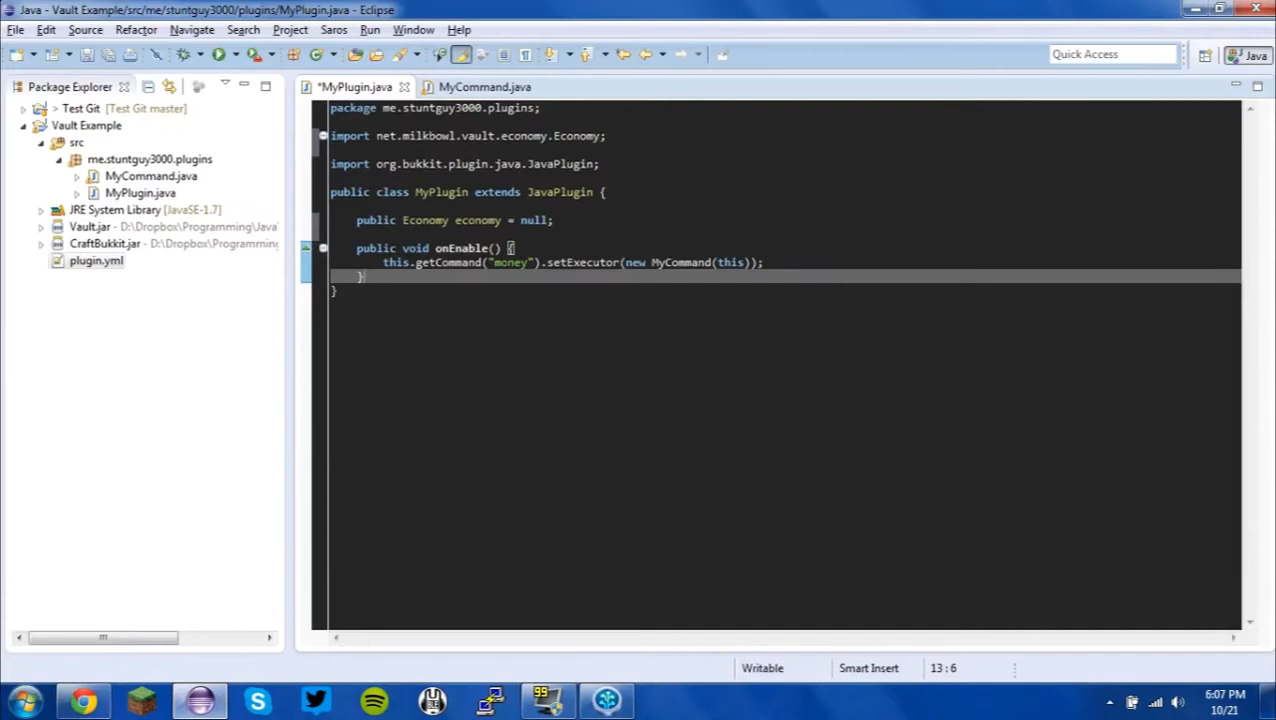 Java - Vault Example/src/me/stuntguy3000/plugins/MyPlugin.java - Eclipse
File Edit Source Refactor Navigate Search Project Saros Run Window Help
Quick Access
Java
Package Explorer
*MyPlugin.java
MyCommand.java
> Test Git [Test Git master]
Vault Example
src
me.stuntguy3000.plugins
MyCommand.java
MyPlugin.java
JRE System Library [JavaSE-1.7]
Vault.jar - D:\Dropbox\Programming\Java
CraftBukkit.jar - D:\Dropbox\Programming
plugin.yml
package me.stuntguy3000.plugins;
import net.milkbowl.vault.economy.Economy;
import org.bukkit.plugin.java.JavaPlugin;
public class MyPlugin extends JavaPlugin {
public Economy economy = null;
public void onEnable() {
this.getCommand("money").setExecutor(new MyCommand(this));
}
}
Writable
Smart Insert
13 : 6
99
6:07 PM
10/21